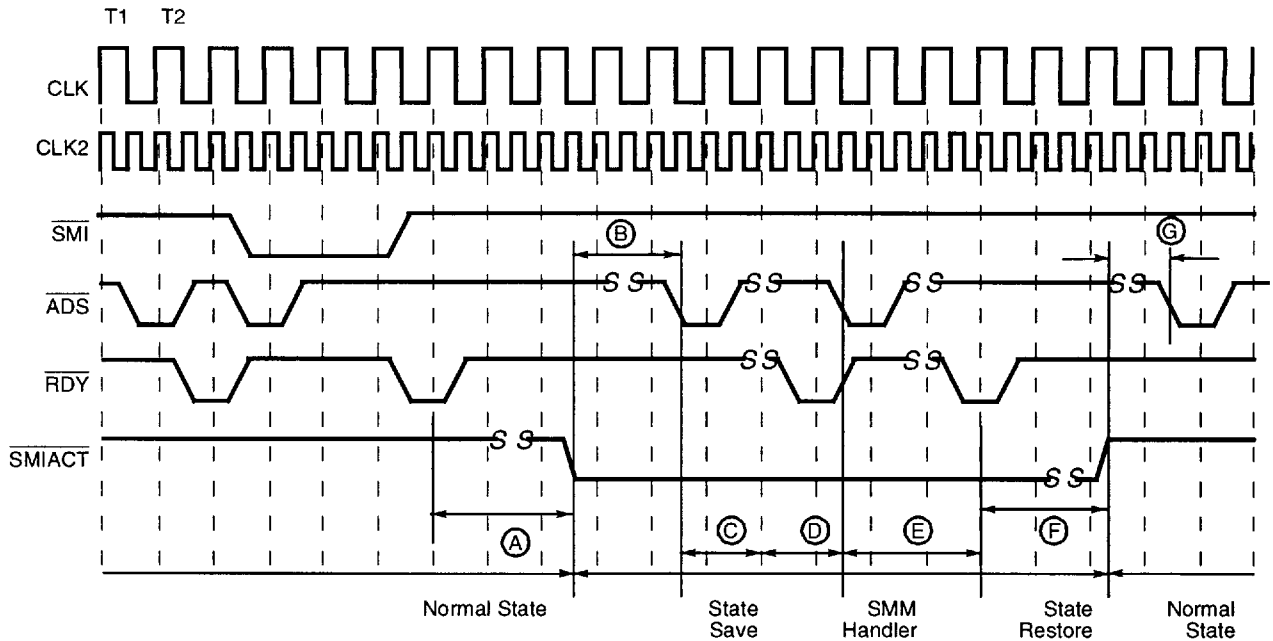 T1 T2
CLK
CLK2
SMI
B
G
ADS
S S
S S
S S
S S
RDY
S S
S S
SMIACT
S S
S S
A
C
D
E
F
Normal State
State Save
SMM Handler
State Restore
Normal State